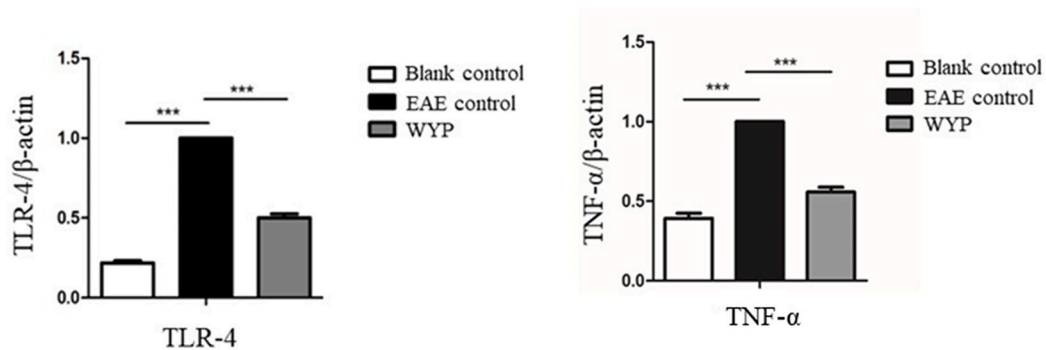 TLR-4/β-actin
1.5
1.0
0.5
0.0
***
***
Blank control
EAE control
WYP
TLR-4
TNF-α/β-actin
1.5
1.0
0.5
0.0
***
***
Blank control
EAE control
WYP
TNF-α